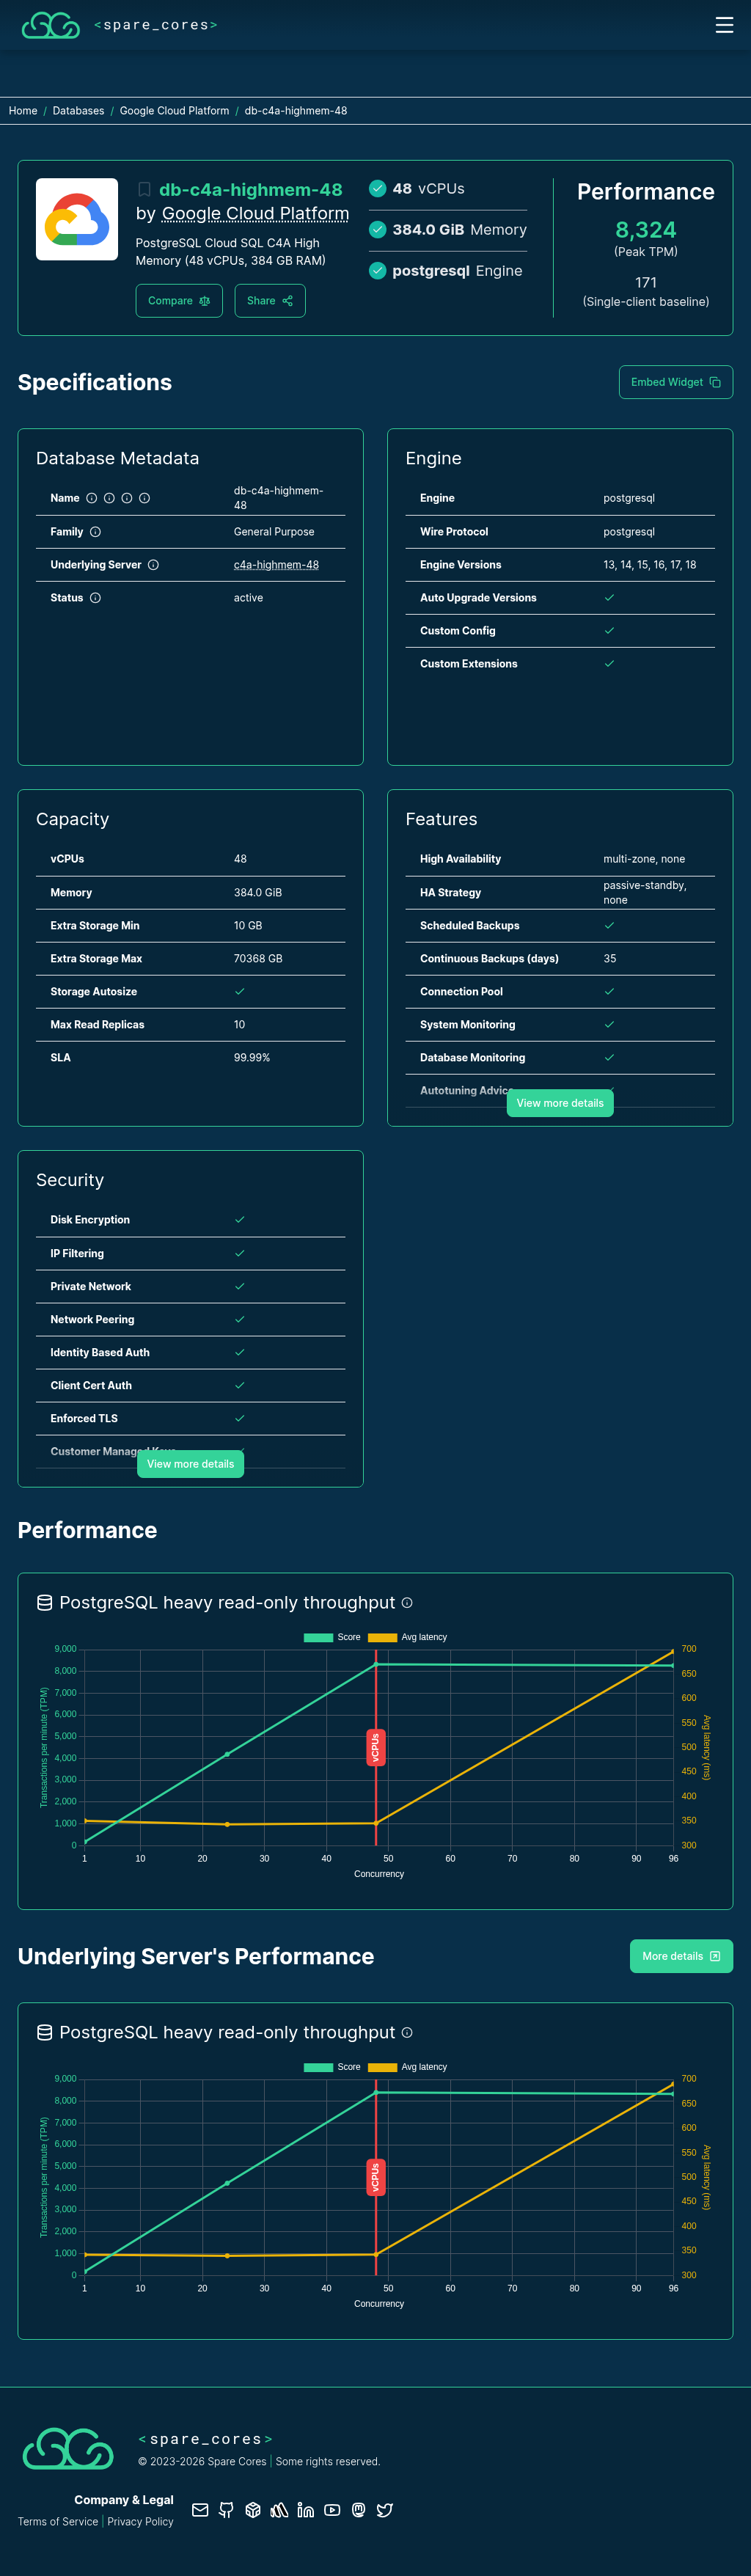 <spare_cores>
Home / Databases / Google Cloud Platform / db-c4a-highmem-48
db-c4a-highmem-48
by Google Cloud Platform
PostgreSQL Cloud SQL C4A High
Memory (48 vCPUs, 384 GB RAM)
Compare
Share
48 vCPUs
384.0 GiB Memory
postgresql Engine
Performance
8,324
(Peak TPM)
171
(Single-client baseline)
Specifications
Embed Widget
Database Metadata
Name
db-c4a-highmem-
48
Family
General Purpose
Underlying Server
c4a-highmem-48
Status
active
Engine
Engine
postgresql
Wire Protocol
postgresql
Engine Versions
13, 14, 15, 16, 17, 18
Auto Upgrade Versions
Custom Config
Custom Extensions
Capacity
vCPUs
48
Memory
384.0 GiB
Extra Storage Min
10 GB
Extra Storage Max
70368 GB
Storage Autosize
Max Read Replicas
10
SLA
99.99%
Features
High Availability
multi-zone, none
HA Strategy
passive-standby,
none
Scheduled Backups
Continuous Backups (days)
35
Connection Pool
System Monitoring
Database Monitoring
Autotuning
View more details
Security
Disk Encryption
IP Filtering
Private Network
Network Peering
Identity Based Auth
Client Cert Auth
Enforced TLS
Customer
View more details
Performance
PostgreSQL heavy read-only throughput
Score
Avg latency
9,000
8,000
7,000
6,000
5,000
4,000
3,000
2,000
1,000
0
Transactions per minute (TPM)
vCPUs
700
650
600
550
500
450
400
350
300
Avg latency (ms)
1 10 20 30 40 50 60 70 80 90 96
Concurrency
Underlying Server's Performance
More details
PostgreSQL heavy read-only throughput
Score
Avg latency
9,000
8,000
7,000
6,000
5,000
4,000
3,000
2,000
1,000
0
Transactions per minute (TPM)
vCPUs
700
650
600
550
500
450
400
350
300
Avg latency (ms)
1 10 20 30 40 50 60 70 80 90 96
Concurrency
<spare_cores>
© 2023-2026 Spare Cores | Some rights reserved.
Company & Legal
Terms of Service | Privacy Policy